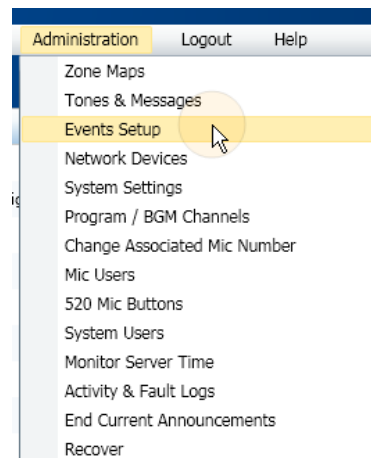 Administration Logout Help
Zone Maps
Tones & Messages
Events Setup
Network Devices
System Settings
Program / BGM Channels
Change Associated Mic Number
Mic Users
520 Mic Buttons
System Users
Monitor Server Time
Activity & Fault Logs
End Current Announcements
Recover